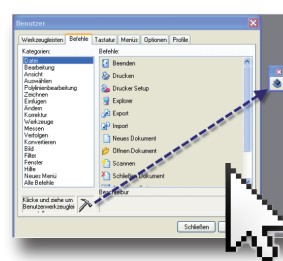 Benutzer
Werkzeugleisten Befehle Tastatur Menüs Optionen Profile
Kategorien:
Befehle:
Datei
Bearbeitung
Ansicht
Auswählen
Polylinienbearbeitung
Zeichnen
Einfügen
Ändern
Korrektur
Werkzeuge
Messen
Verfolgen
Konvertieren
Bild
Filter
Fenster
Hilfe
Neues Menü
Alle Befehle
Beenden
Drucken
Drucker Setup
Explorer
Export
Import
Neues Dokument
Öffnen Dokument
Scannen
Schließen Dokument
Klicke und ziehe um
Benutzerwerkzeuglei
Schließen